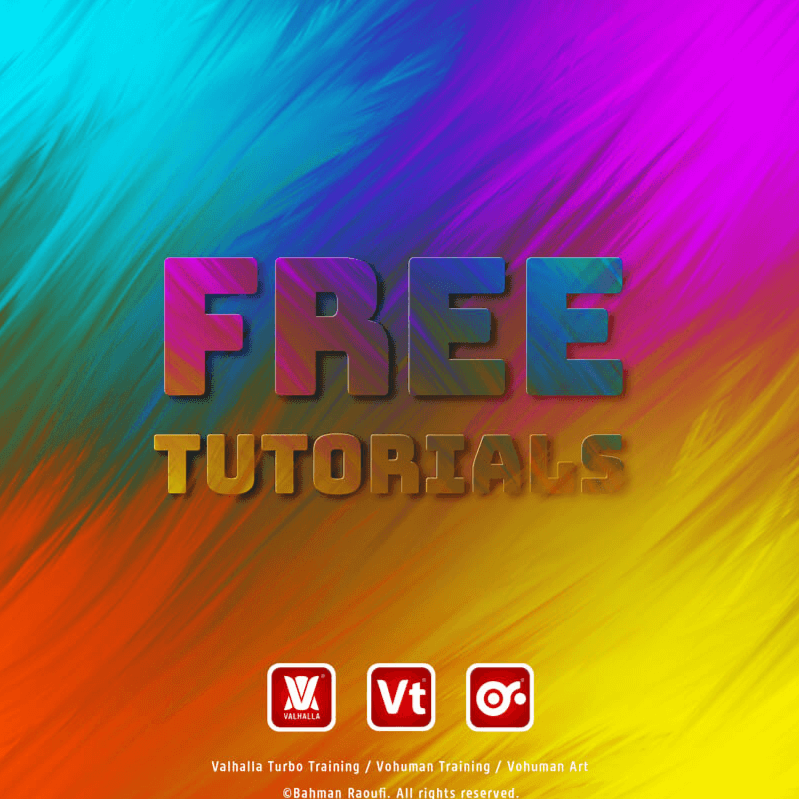 FREE
TUTORIALS
VALHALLA
Vt
Valhalla Turbo Training / Vohuman Training / Vohuman Art
©Bahman Raoufi. All rights reserved.